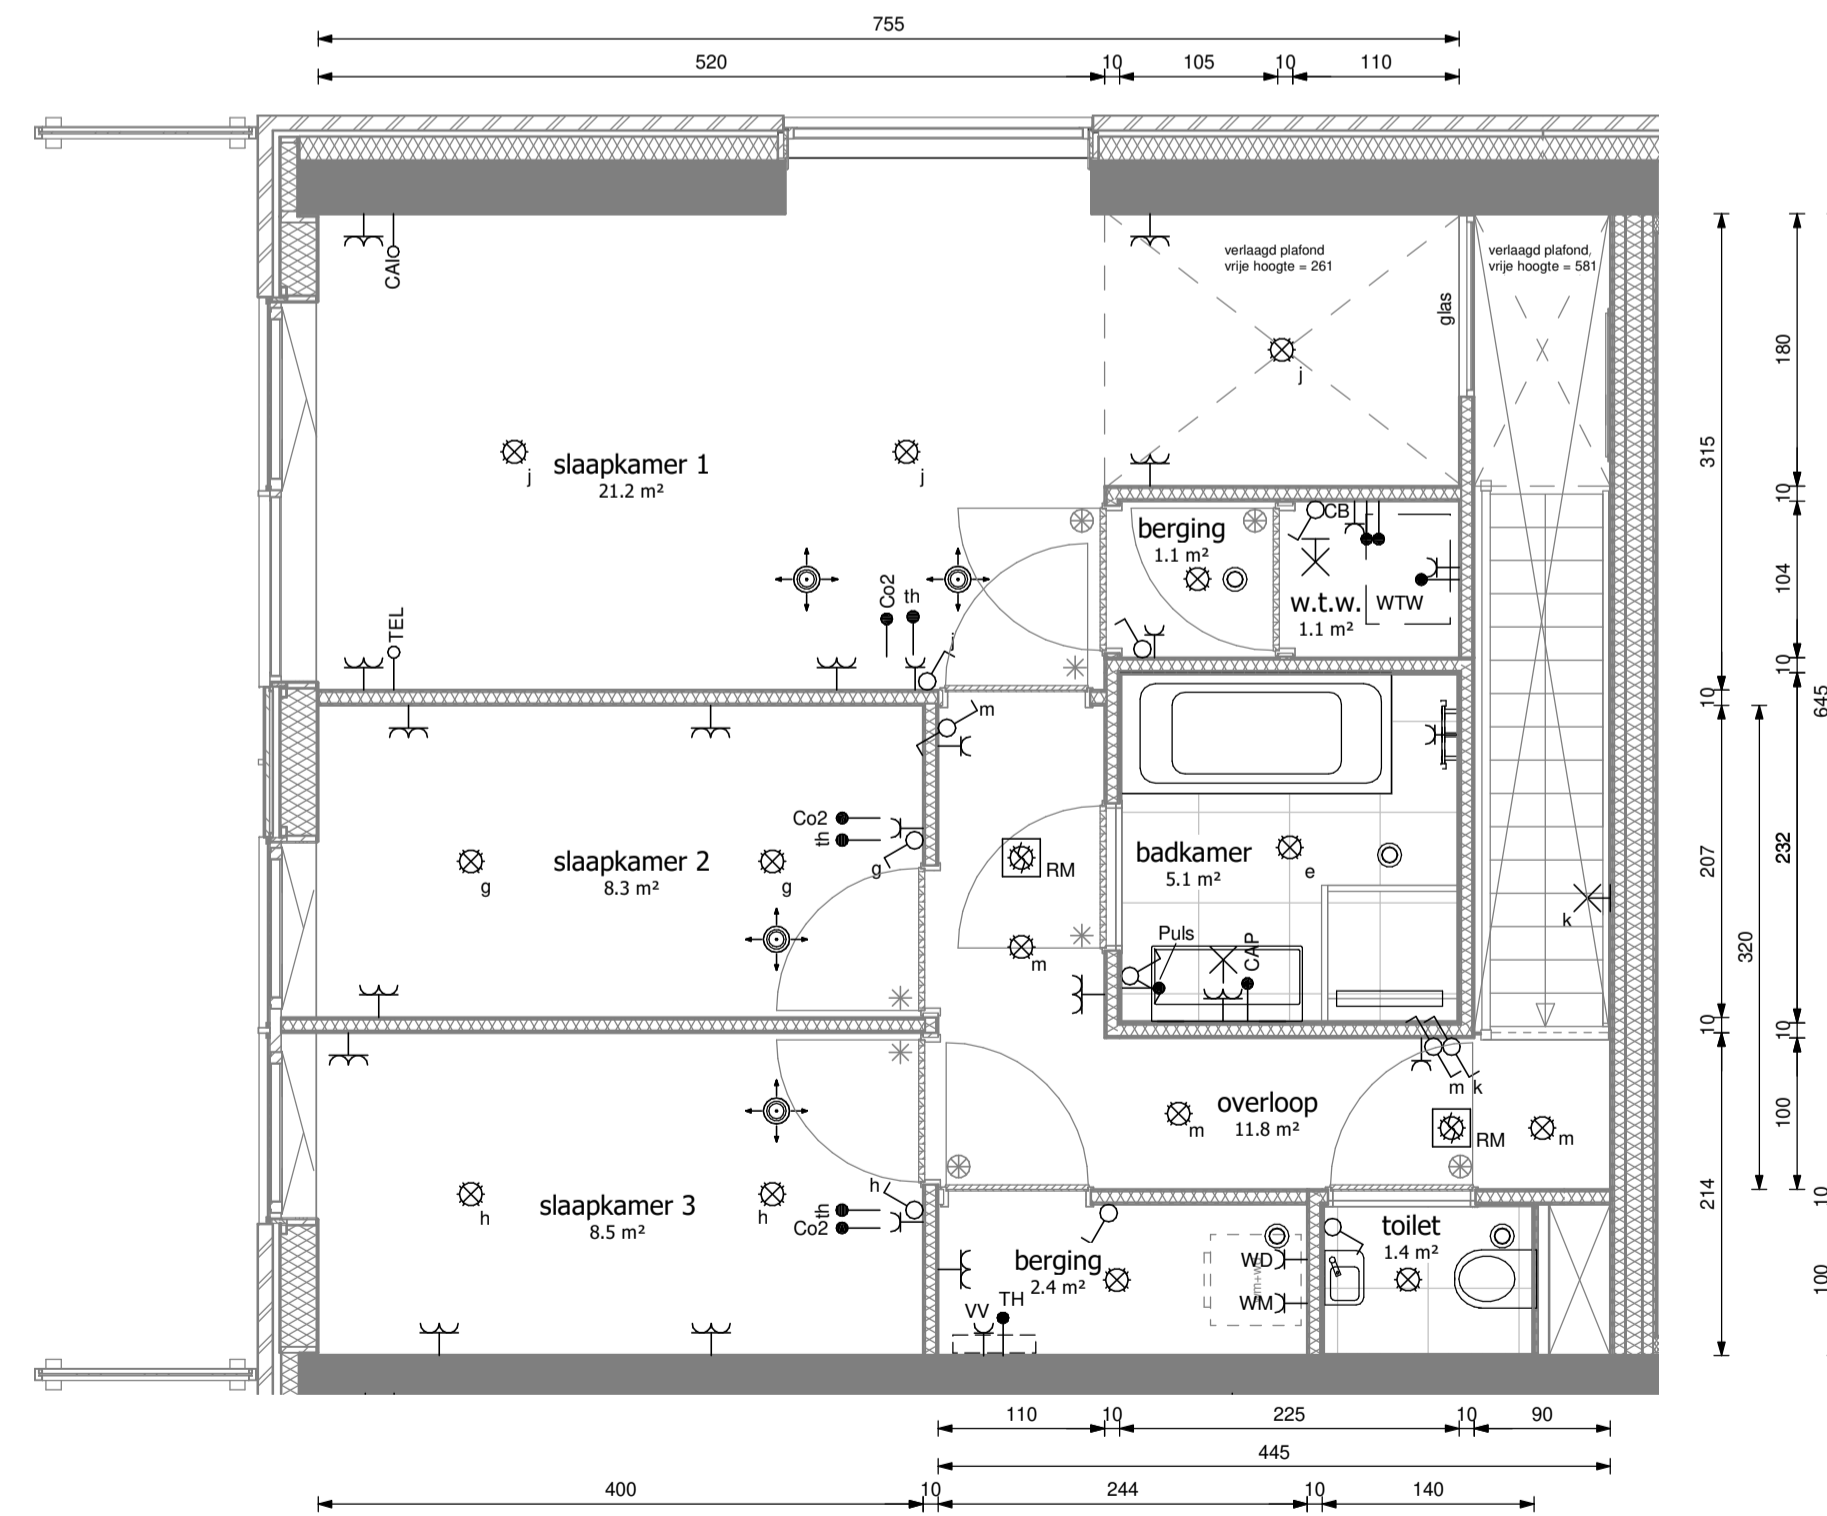 755
520
10
105
10
110
verlaagd plafond
vrije hoogte = 261
verlaagd plafond,
vrije hoogte = 581
CAI
glas
j
180
slaapkamer 1
21.2 m²
j
j
315
10
CB
berging
1.1 m²
Co2
th
w.t.w.
1.1 m²
WTW
104
TEL
j
10
10
645
m
Co2
th
g
slaapkamer 2
8.3 m²
g
g
RM
badkamer
5.1 m²
e
207
232
k
Puls
CAP
m
320
10
10
m
k
overloop
11.8 m²
m
RM
m
100
h
th
Co2
slaapkamer 3
8.5 m²
h
h
214
10
toilet
1.4 m²
berging
2.4 m²
WD
WM
VV
TH
100
110
10
225
10
90
445
400
10
244
10
140